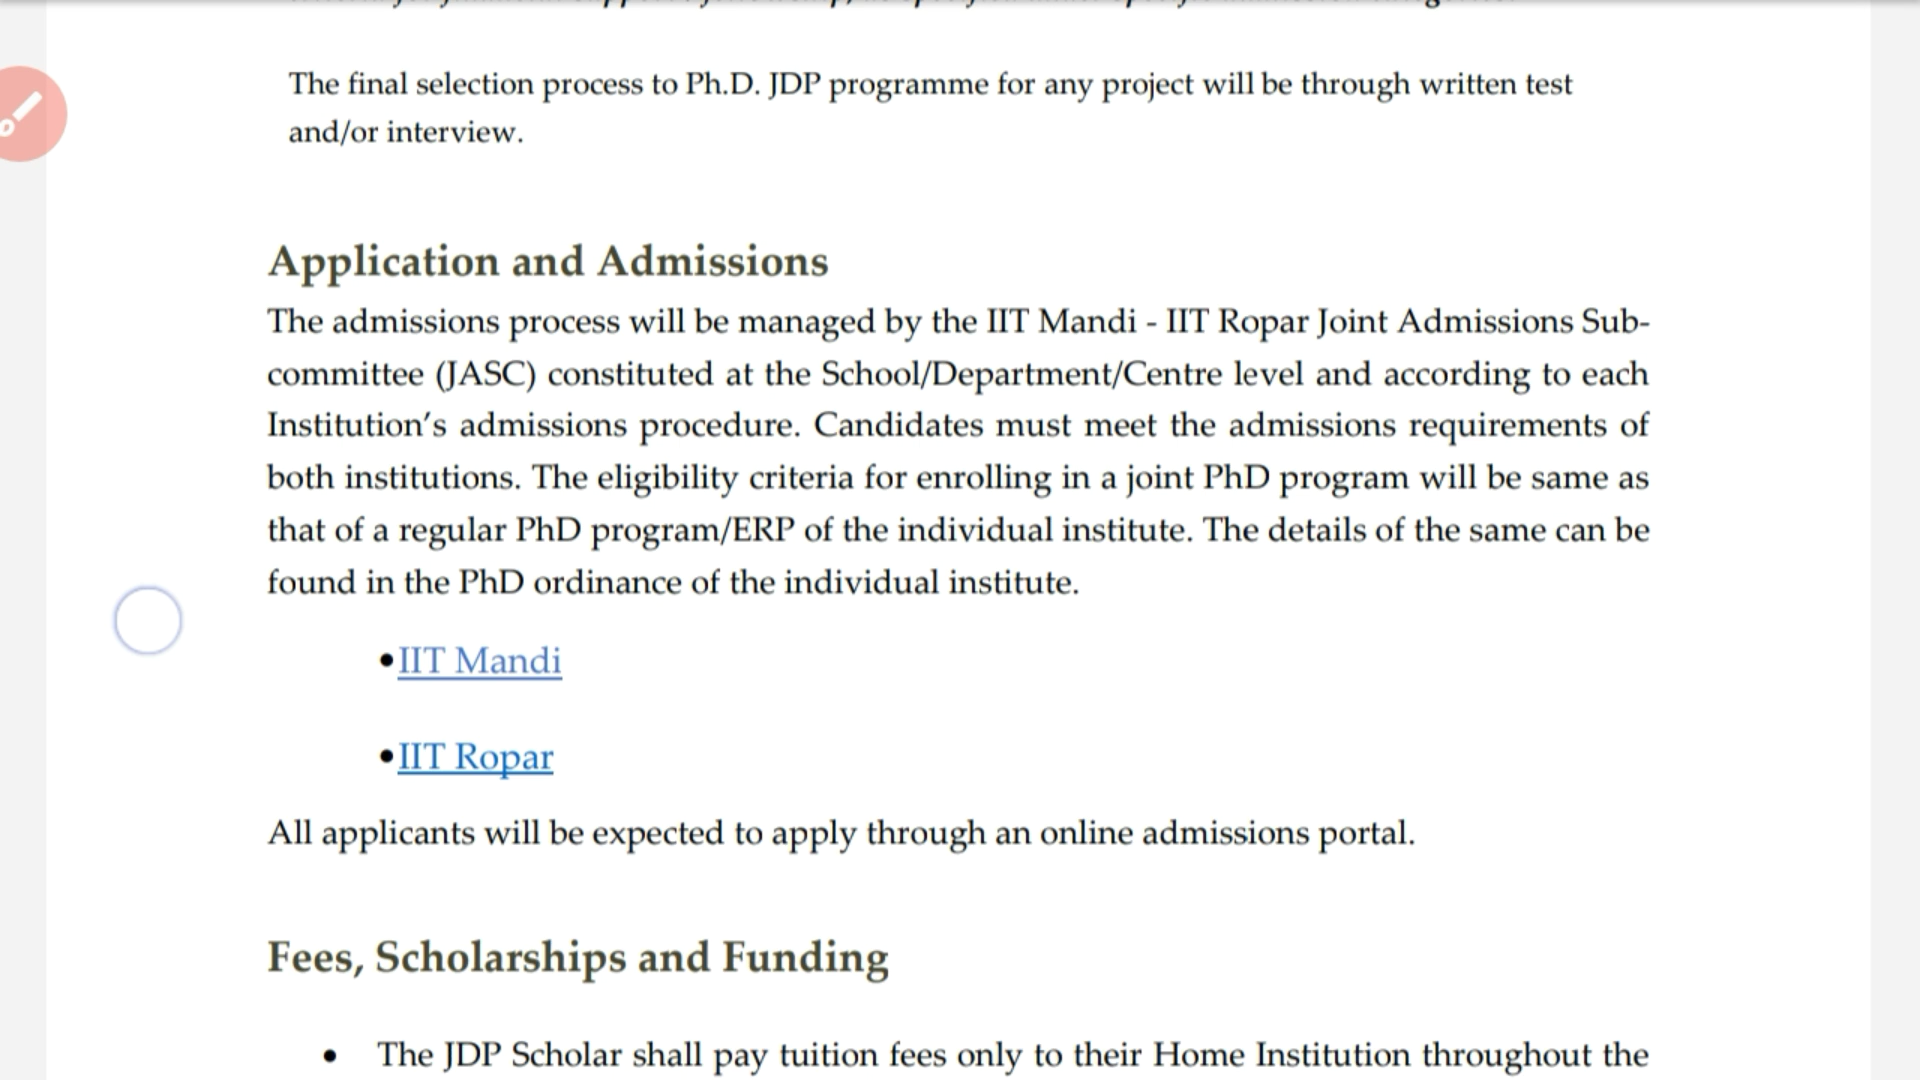 The final selection process to Ph.D. JDP programme for any project will be through written test
and/or interview.
Application and Admissions
The admissions process will be managed by the IIT Mandi - IIT Ropar Joint Admissions Sub-
committee (JASC) constituted at the School/Department/Centre level and according to each
Institution's admissions procedure. Candidates must meet the admissions requirements of
both institutions. The eligibility criteria for enrolling in a joint PhD program will be same as
that of a regular PhD program/ERP of the individual institute. The details of the same can be
found in the PhD ordinance of the individual institute.
•IIT Mandi
•IIT Ropar
All applicants will be expected to apply through an online admissions portal.
Fees, Scholarships and Funding
• The JDP Scholar shall pay tuition fees only to their Home Institution throughout the